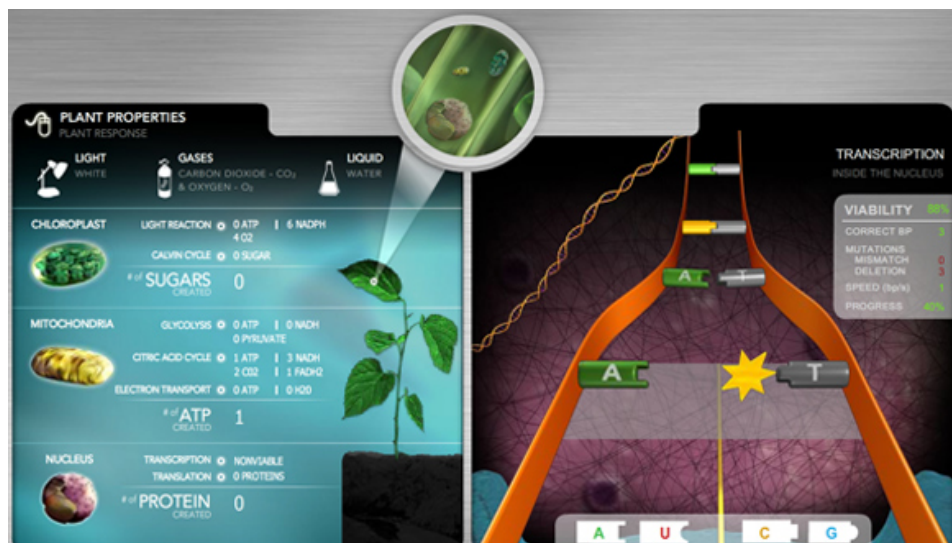 PLANT PROPERTIES
PLANT RESPONSE
LIGHT
WHITE
GASES
CARBON DIOXIDE - CO₂
& OXYGEN - O₂
LIQUID
WATER
CHLOROPLAST
LIGHT REACTION 0 ATP | 6 NADPH
4 O2
CALVIN CYCLE 0 SUGAR
# of SUGARS 0
CREATED
MITOCHONDRIA
GLYCOLYSIS 0 ATP | 0 NADH
0 PYRUVATE
CITRIC ACID CYCLE 1 ATP | 3 NADH
2 CO2 | 1 FADH2
ELECTRON TRANSPORT 0 ATP | 0 H2O
# of ATP 1
CREATED
NUCLEUS
TRANSCRIPTION NONVIABLE
TRANSLATION 0 PROTEINS
# of PROTEIN 0
CREATED
TRANSCRIPTION
INSIDE THE NUCLEUS
VIABILITY 88%
CORRECT BP 3
MUTATIONS
MISMATCH 0
DELETION 3
SPEED (bp/s) 1
PROGRESS 40%
A T
A T
A U C G